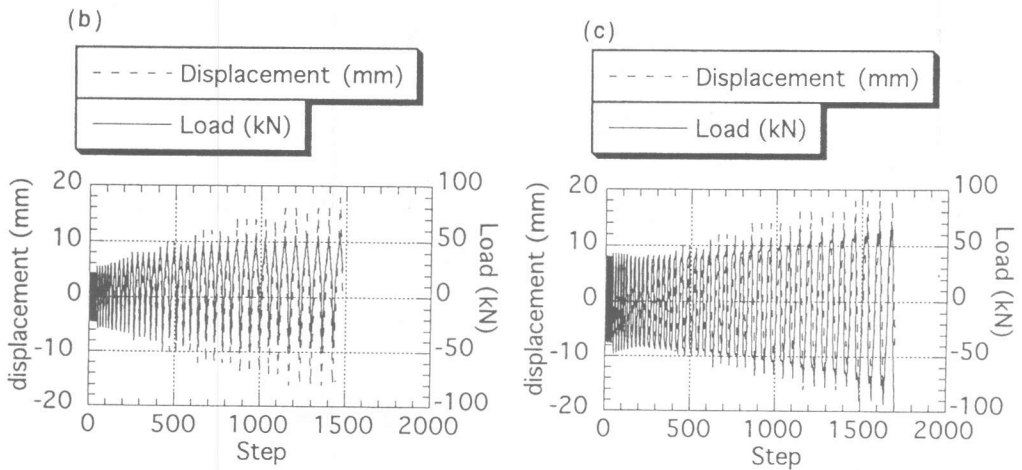 (b)
Displacement (mm)
Load (kN)
displacement (mm)
20
10
0
-10
-20
100
50
0
-50
-100
Load (kN)
0 500 1000 1500 2000
Step
(c)
Displacement (mm)
Load (kN)
displacement (mm)
20
10
0
-10
-20
100
50
0
-50
-100
Load (kN)
0 500 1000 1500 2000
Step